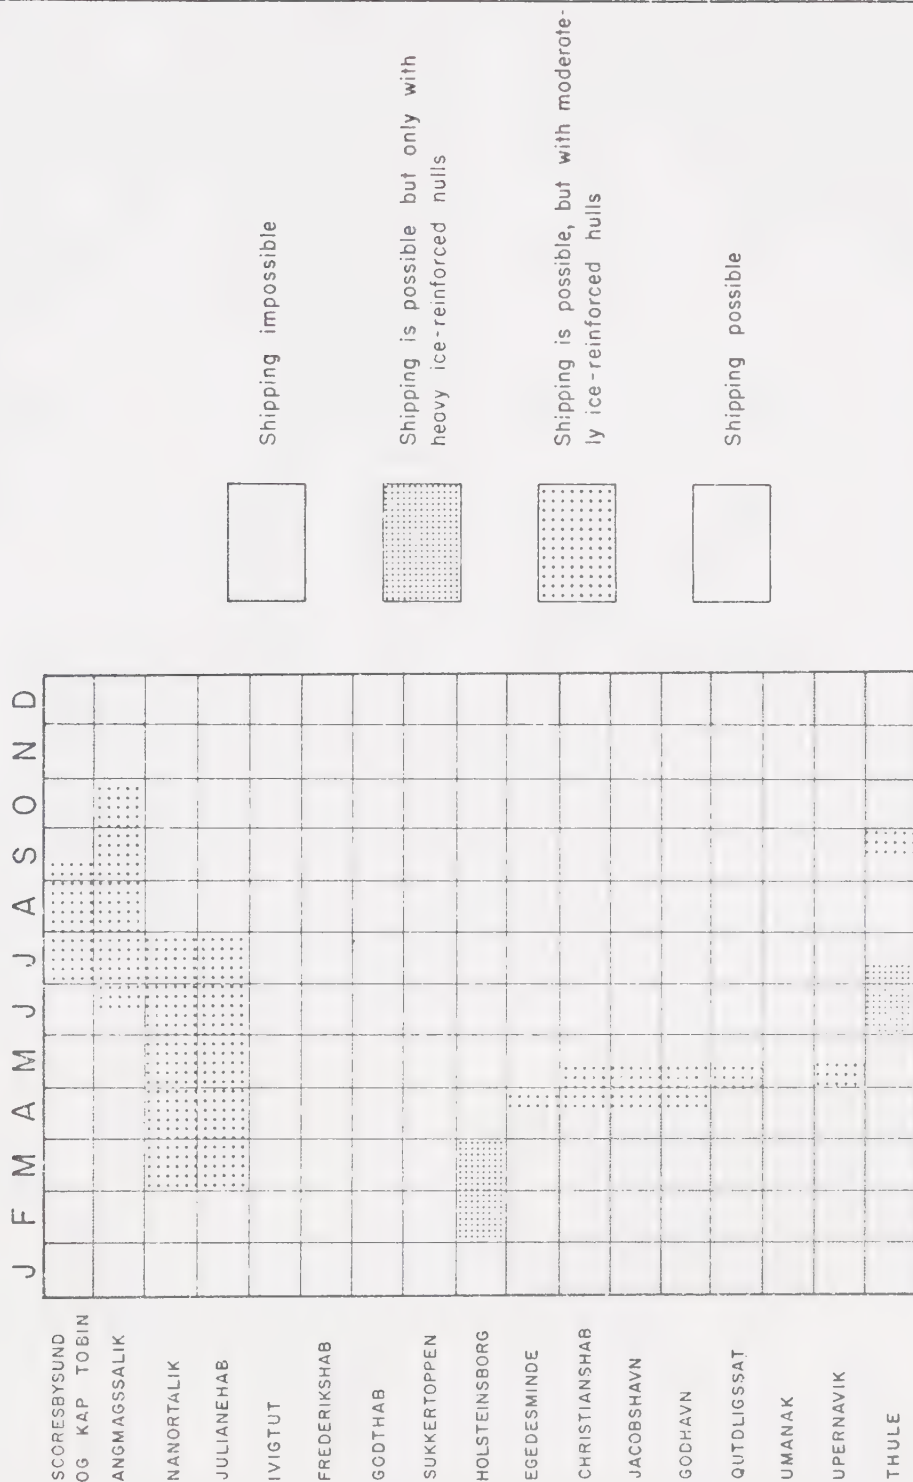 J F M A M J J A S O N D
SCORESBYSUND
OG KAP TOBIN
ANGMAGSSALIK
NANORTALIK
JULIANEHAB
IVIGTUT
FREDERIKSHAB
GODTHAB
SUKKERTOPPEN
HOLSTEINSBORG
EGEDESMINDE
CHRISTIANSHAB
JACOBSHAVN
GODHAVN
QUTDLIGSSAT
UMANAK
UPERNAVIK
THULE
Shipping impossible
Shipping is possible but only with
heavy ice-reinforced nulls
Shipping is possible, but with moderate-
ly ice-reinforced hulls
Shipping possible